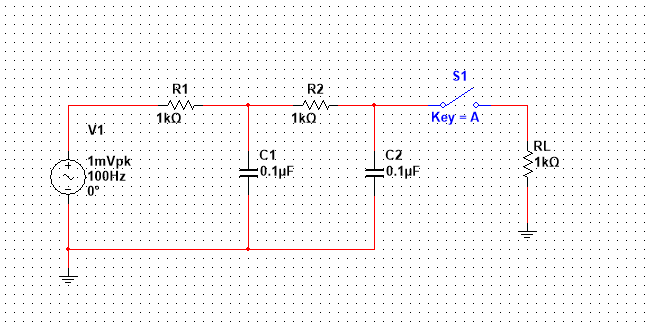 S1
R1
R2
1kΩ
1kΩ
Key = A
V1
1mVpk
100Hz
0°
C1
0.1µF
C2
0.1µF
RL
1kΩ